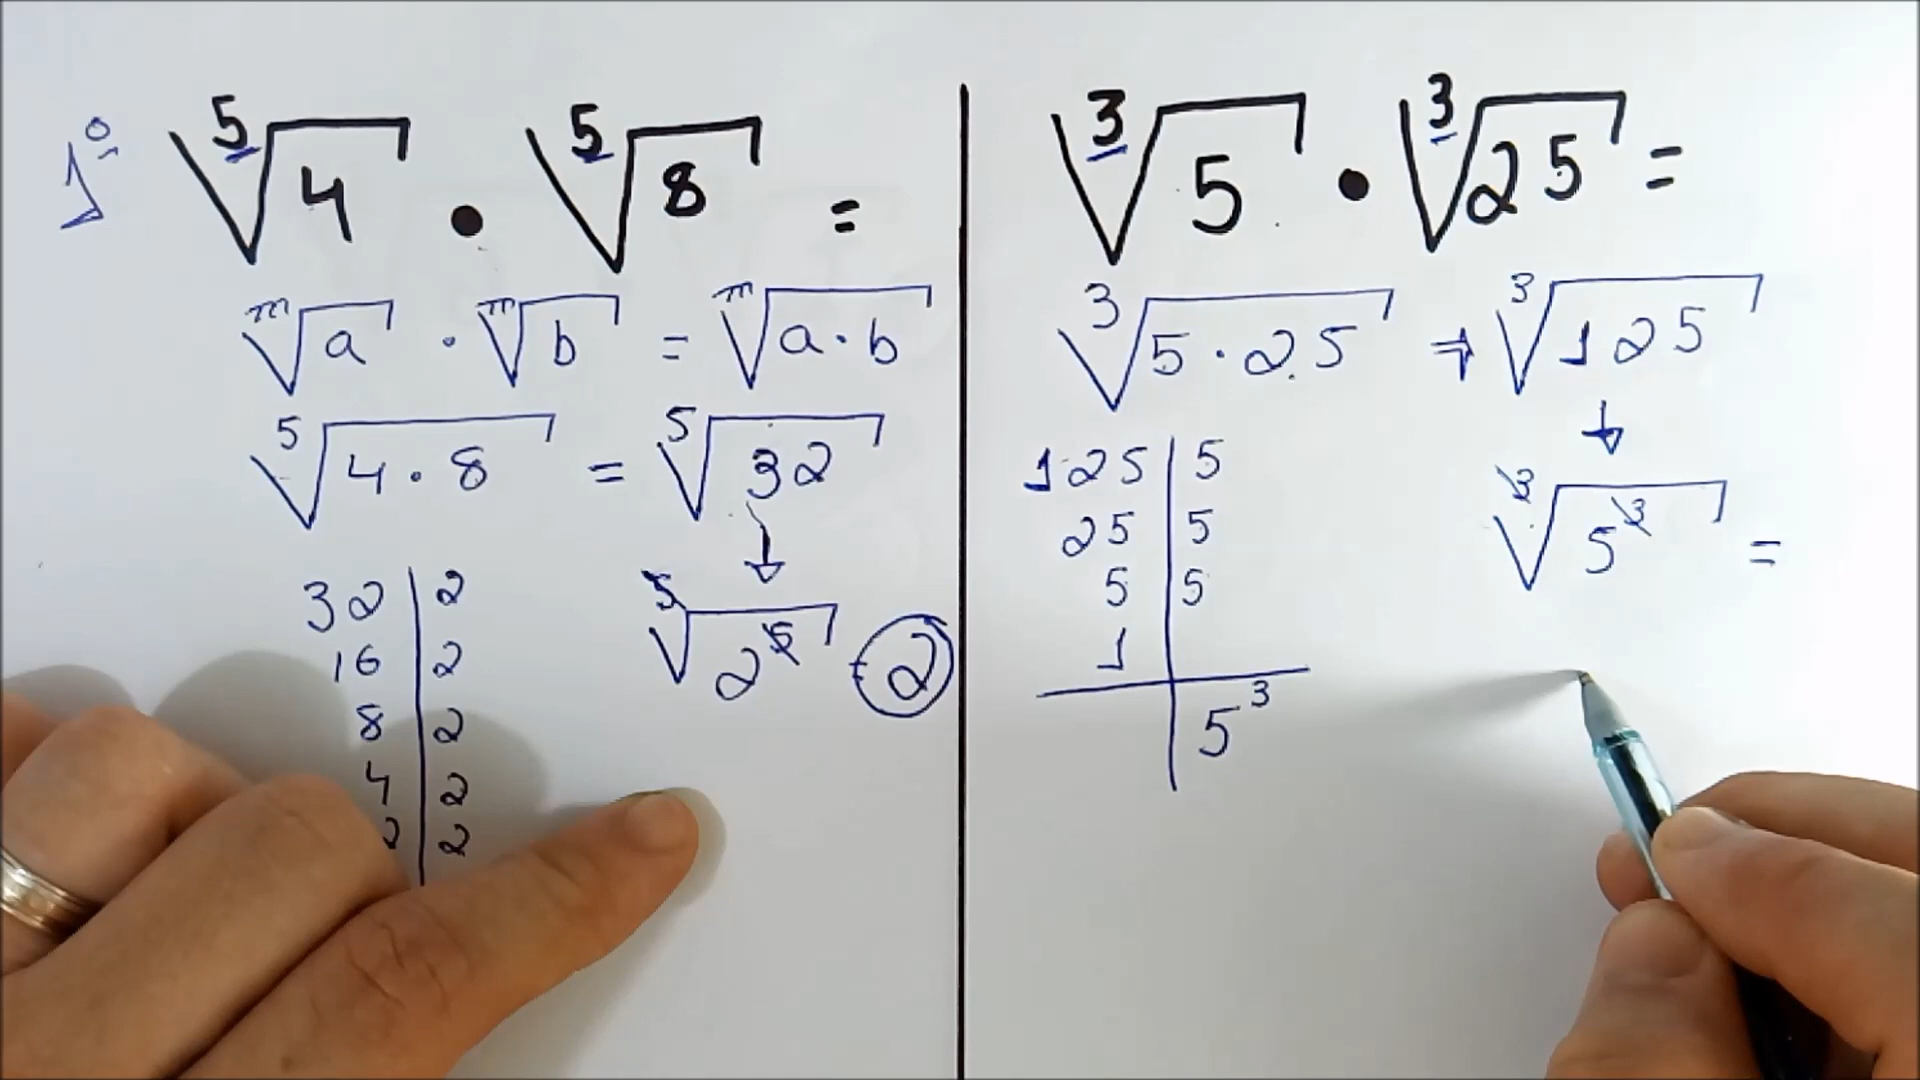 1º ⁵√4 · ⁵√8 =
ᵐ√a · ᵐ√b = ᵐ√a·b
⁵√4·8 = ⁵√32
↓
⁵√2⁵ = 2
32 | 2
16 | 2
8 | 2
4 | 2
2 | 2
³√5 · ³√25 =
³√5·25 ⇒ ³√125
↓
³√5³ =
125 | 5
25 | 5
5 | 5
1
5³